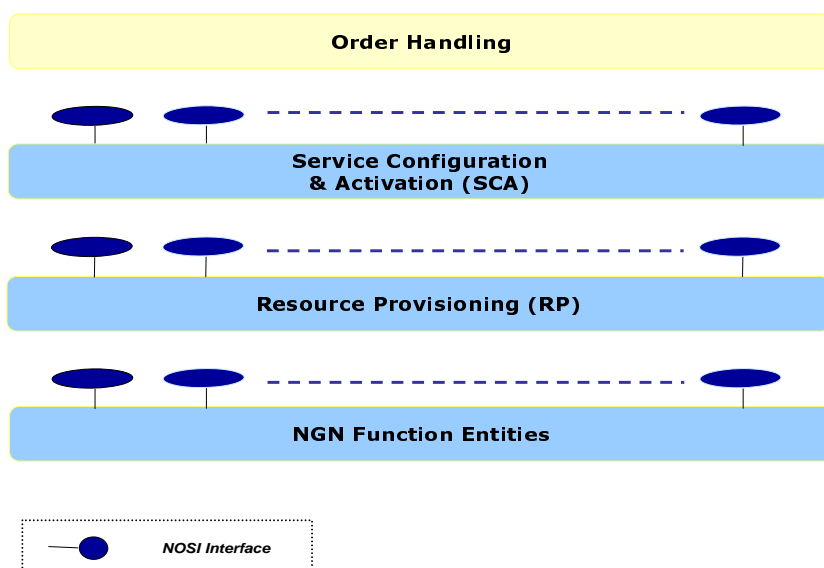 Order Handling
Service Configuration
& Activation (SCA)
Resource Provisioning (RP)
NGN Function Entities
NOSI Interface